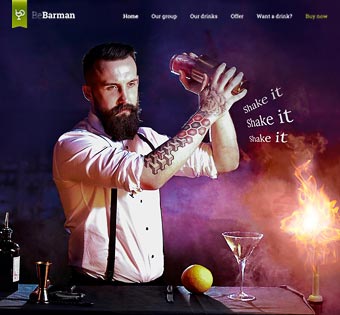 BeBarman
Home Our group Our drinks Offer Want a drink? Buy now
Shake it
Shake it
Shake it